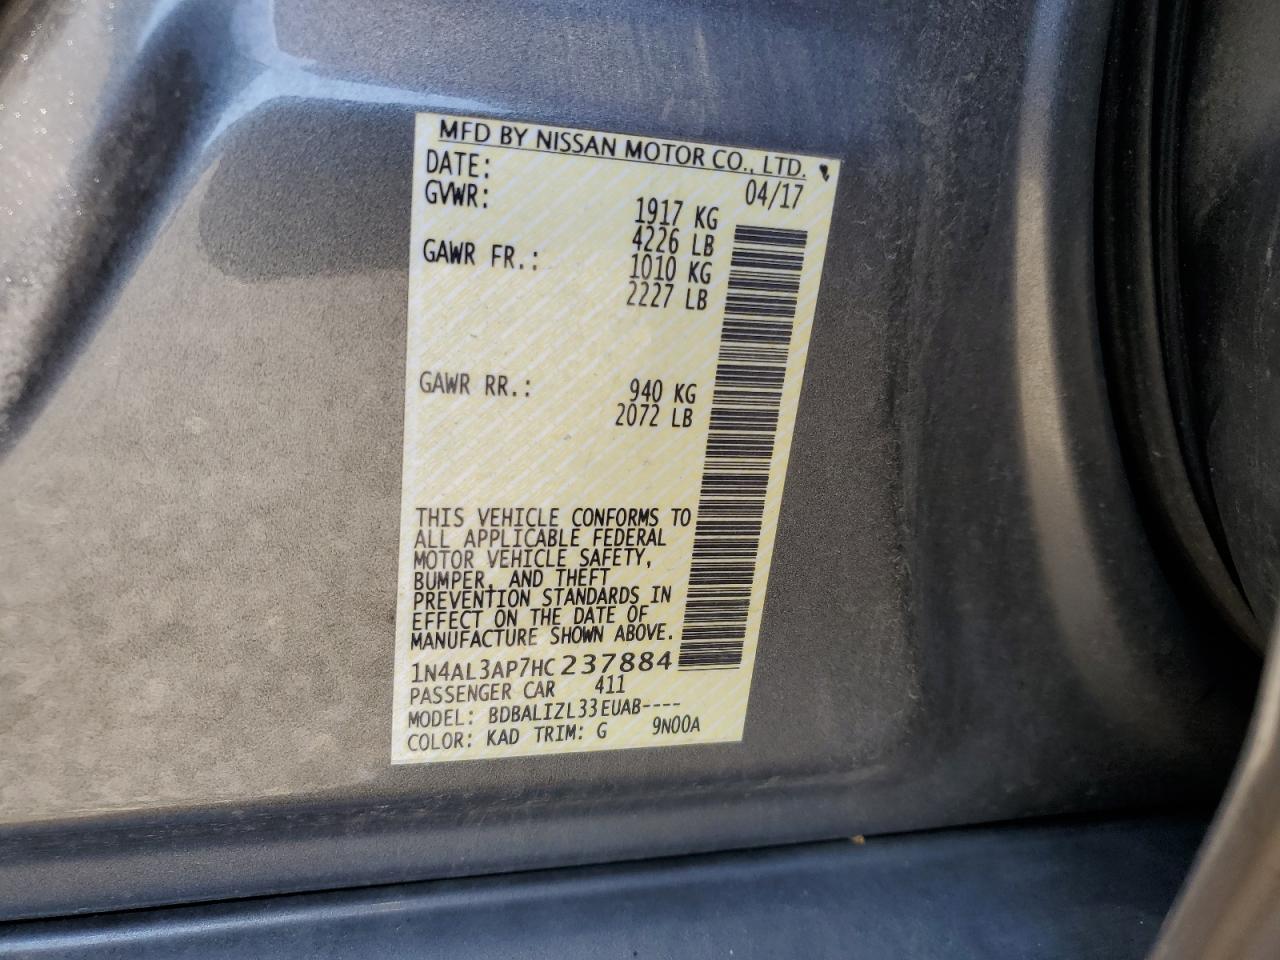 MFD BY NISSAN MOTOR CO., LTD.
DATE: 04/17
GVWR: 1917 KG
4226 LB
GAWR FR.: 1010 KG
2227 LB
GAWR RR.: 940 KG
2072 LB
THIS VEHICLE CONFORMS TO
ALL APPLICABLE FEDERAL
MOTOR VEHICLE SAFETY,
BUMPER, AND THEFT
PREVENTION STANDARDS IN
EFFECT ON THE DATE OF
MANUFACTURE SHOWN ABOVE.
1N4AL3AP7HC237884
PASSENGER CAR 411
MODEL: BDBALIZL33EUAB----
COLOR: KAD TRIM: G 9N00A